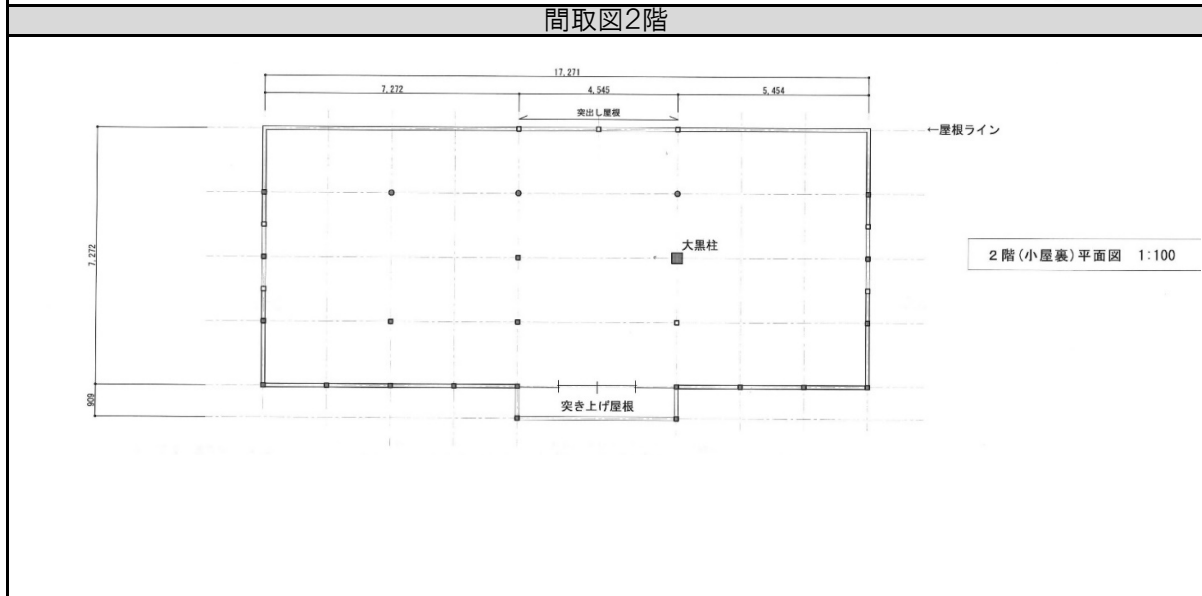 間取図2階
17,271
7,272
4,545
5,454
突出し屋根
←屋根ライン
大黒柱
7,272
2階(小屋裏)平面図 1:100
909
突き上げ屋根